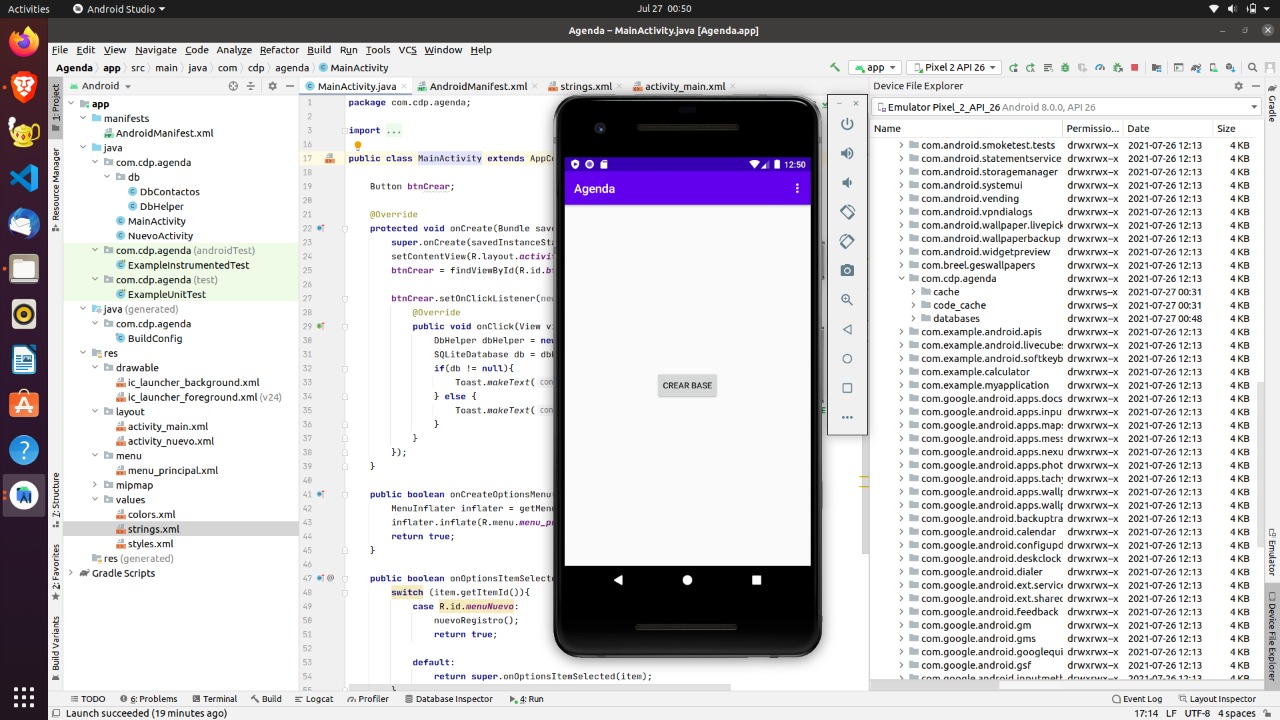 Activities
Android Studio
Jul 27 00:50
Agenda – MainActivity.java [Agenda.app]
File Edit View Navigate Code Analyze Refactor Build Run Tools VCS Window Help
Agenda app src main java com cdp agenda MainActivity
app
Pixel 2 API 26
1: Project
Resource Manager
Z: Structure
2: Favorites
Build Variants
Android
app
manifests
AndroidManifest.xml
java
com.cdp.agenda
db
DbContactos
DbHelper
MainActivity
NuevoActivity
com.cdp.agenda (androidTest)
ExampleInstrumentedTest
com.cdp.agenda (test)
ExampleUnitTest
java (generated)
com.cdp.agenda
BuildConfig
res
drawable
ic_launcher_background.xml
ic_launcher_foreground.xml (v24)
layout
activity_main.xml
activity_nuevo.xml
menu
menu_principal.xml
mipmap
values
colors.xml
strings.xml
styles.xml
res (generated)
Gradle Scripts
MainActivity.java AndroidManifest.xml strings.xml activity_main.xml
1 package com.cdp.agenda;
2
3 import ...
16
17 public class MainActivity extends AppCo
18
19 Button btnCrear;
20
21 @Override
22 protected void onCreate(Bundle save
23 super.onCreate(savedInstanceSta
24 setContentView(R.layout.activit
25 btnCrear = findViewById(R.id.bt
26
27 btnCrear.setOnClickListener(new
28 @Override
29 public void onClick(View vi
30 DbHelper dbHelper = new
31 SQLiteDatabase db = dbH
32 if(db != null){
33 Toast.makeText( con
34 } else {
35 Toast.makeText( con
36 }
37 }
38 });
39 }
40
41 public boolean onCreateOptionsMenu(
42 MenuInflater inflater = getMenu
43 inflater.inflate(R.menu.menu_pr
44 return true;
45 }
46
47 public boolean onOptionsItemSelecte
48 switch (item.getItemId()){
49 case R.id.menuNuevo:
50 nuevoRegistro();
51 return true;
52
53 default:
54 return super.onOptionsItemSelected(item);
55 }
12:50
Agenda
CREAR BASE
Device File Explorer
Emulator Pixel_2_API_26 Android 8.0.0, API 26
Name Permissio... Date Size
com.android.smoketest.tests drwxrwx--x 2021-07-26 12:13 4 KB
com.android.statementservice drwxrwx--x 2021-07-26 12:13 4 KB
com.android.storagemanager drwxrwx--x 2021-07-26 12:13 4 KB
com.android.systemui drwxrwx--x 2021-07-26 12:13 4 KB
com.android.vending drwxrwx--x 2021-07-26 12:13 4 KB
com.android.vpndialogs drwxrwx--x 2021-07-26 12:13 4 KB
com.android.wallpaper.livepick drwxrwx--x 2021-07-26 12:13 4 KB
com.android.wallpaperbackup drwxrwx--x 2021-07-26 12:13 4 KB
com.android.widgetpreview drwxrwx--x 2021-07-26 12:13 4 KB
com.breel.geswallpapers drwxrwx--x 2021-07-26 12:13 4 KB
com.cdp.agenda drwxrwx--x 2021-07-26 12:13 4 KB
cache drwxrwx--x 2021-07-27 00:31 4 KB
code_cache drwxrwx--x 2021-07-27 00:31 4 KB
databases drwxrwx--x 2021-07-27 00:48 4 KB
com.example.android.apis drwxrwx--x 2021-07-26 12:13 4 KB
com.example.android.livecubes drwxrwx--x 2021-07-26 12:13 4 KB
com.example.android.softkeyb drwxrwx--x 2021-07-26 12:13 4 KB
com.example.calculator drwxrwx--x 2021-07-26 12:13 4 KB
com.example.myapplication drwxrwx--x 2021-07-26 12:13 4 KB
com.google.android.apps.docs drwxrwx--x 2021-07-26 12:13 4 KB
com.google.android.apps.inpu drwxrwx--x 2021-07-26 12:13 4 KB
com.google.android.apps.maps drwxrwx--x 2021-07-26 12:13 4 KB
com.google.android.apps.mess drwxrwx--x 2021-07-26 12:13 4 KB
com.google.android.apps.nexu drwxrwx--x 2021-07-26 12:13 4 KB
com.google.android.apps.phot drwxrwx--x 2021-07-26 12:13 4 KB
com.google.android.apps.tachy drwxrwx--x 2021-07-26 12:13 4 KB
com.google.android.apps.wallp drwxrwx--x 2021-07-26 12:13 4 KB
com.google.android.apps.wallp drwxrwx--x 2021-07-26 12:13 4 KB
com.google.android.backuptra drwxrwx--x 2021-07-26 12:13 4 KB
com.google.android.calendar drwxrwx--x 2021-07-26 12:13 4 KB
com.google.android.configupd drwxrwx--x 2021-07-26 12:13 4 KB
com.google.android.deskclock drwxrwx--x 2021-07-26 12:13 4 KB
com.google.android.dialer drwxrwx--x 2021-07-26 12:13 4 KB
com.google.android.ext.service drwxrwx--x 2021-07-26 12:13 4 KB
com.google.android.ext.shared drwxrwx--x 2021-07-26 12:13 4 KB
com.google.android.feedback drwxrwx--x 2021-07-26 12:13 4 KB
com.google.android.gm drwxrwx--x 2021-07-26 12:13 4 KB
com.google.android.gms drwxrwx--x 2021-07-26 12:13 4 KB
com.google.android.googlequi drwxrwx--x 2021-07-26 12:13 4 KB
com.google.android.gsf drwxrwx--x 2021-07-26 12:13 4 KB
com.google.android.inputmeth drwxrwx--x 2021-07-26 12:13 4 KB
Gradle
Emulator
Device File Explorer
TODO 6: Problems Terminal Build Logcat Profiler Database Inspector 4: Run Event Log Layout Inspector
Launch succeeded (19 minutes ago) 17:14 LF UTF-8 4 spaces